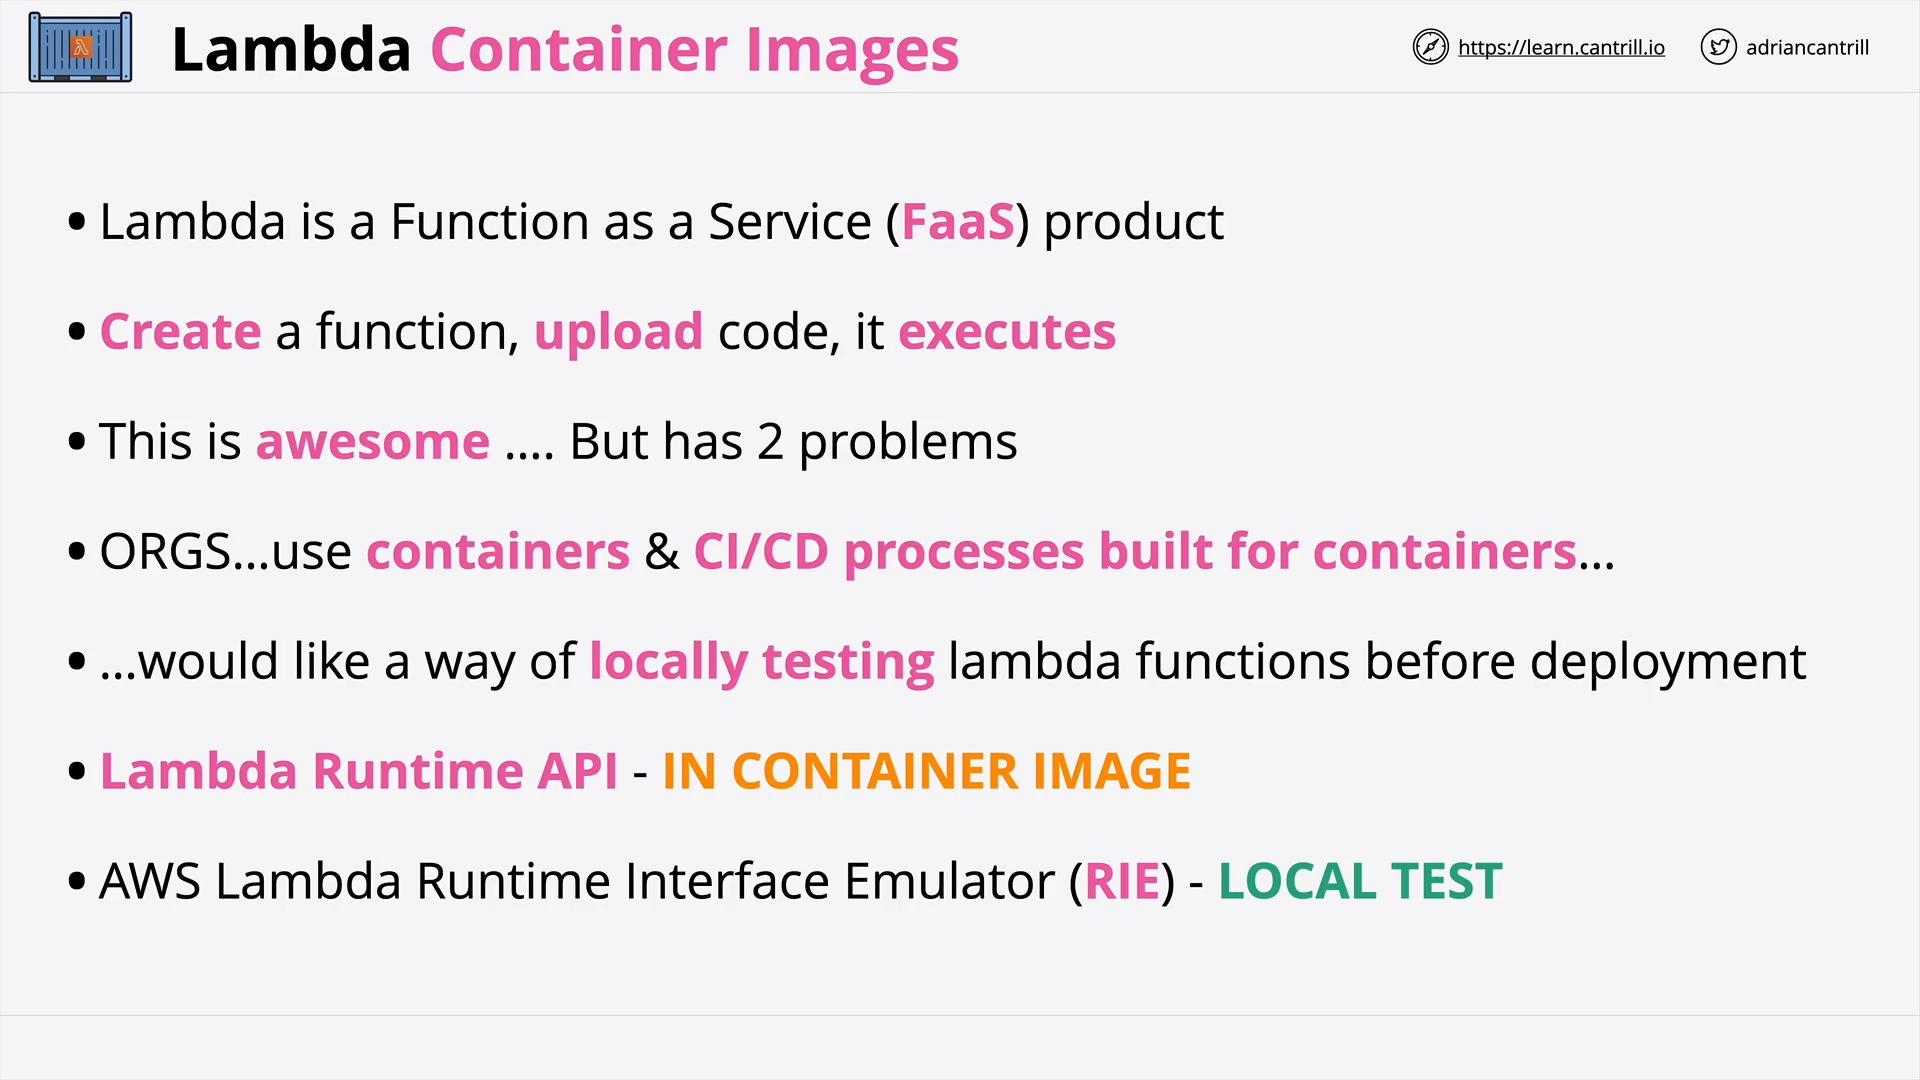 Lambda Container Images
https://learn.cantrill.io
adriancantrill
• Lambda is a Function as a Service (FaaS) product
• Create a function, upload code, it executes
• This is awesome .... But has 2 problems
• ORGS...use containers & CI/CD processes built for containers...
• ...would like a way of locally testing lambda functions before deployment
• Lambda Runtime API - IN CONTAINER IMAGE
• AWS Lambda Runtime Interface Emulator (RIE) - LOCAL TEST